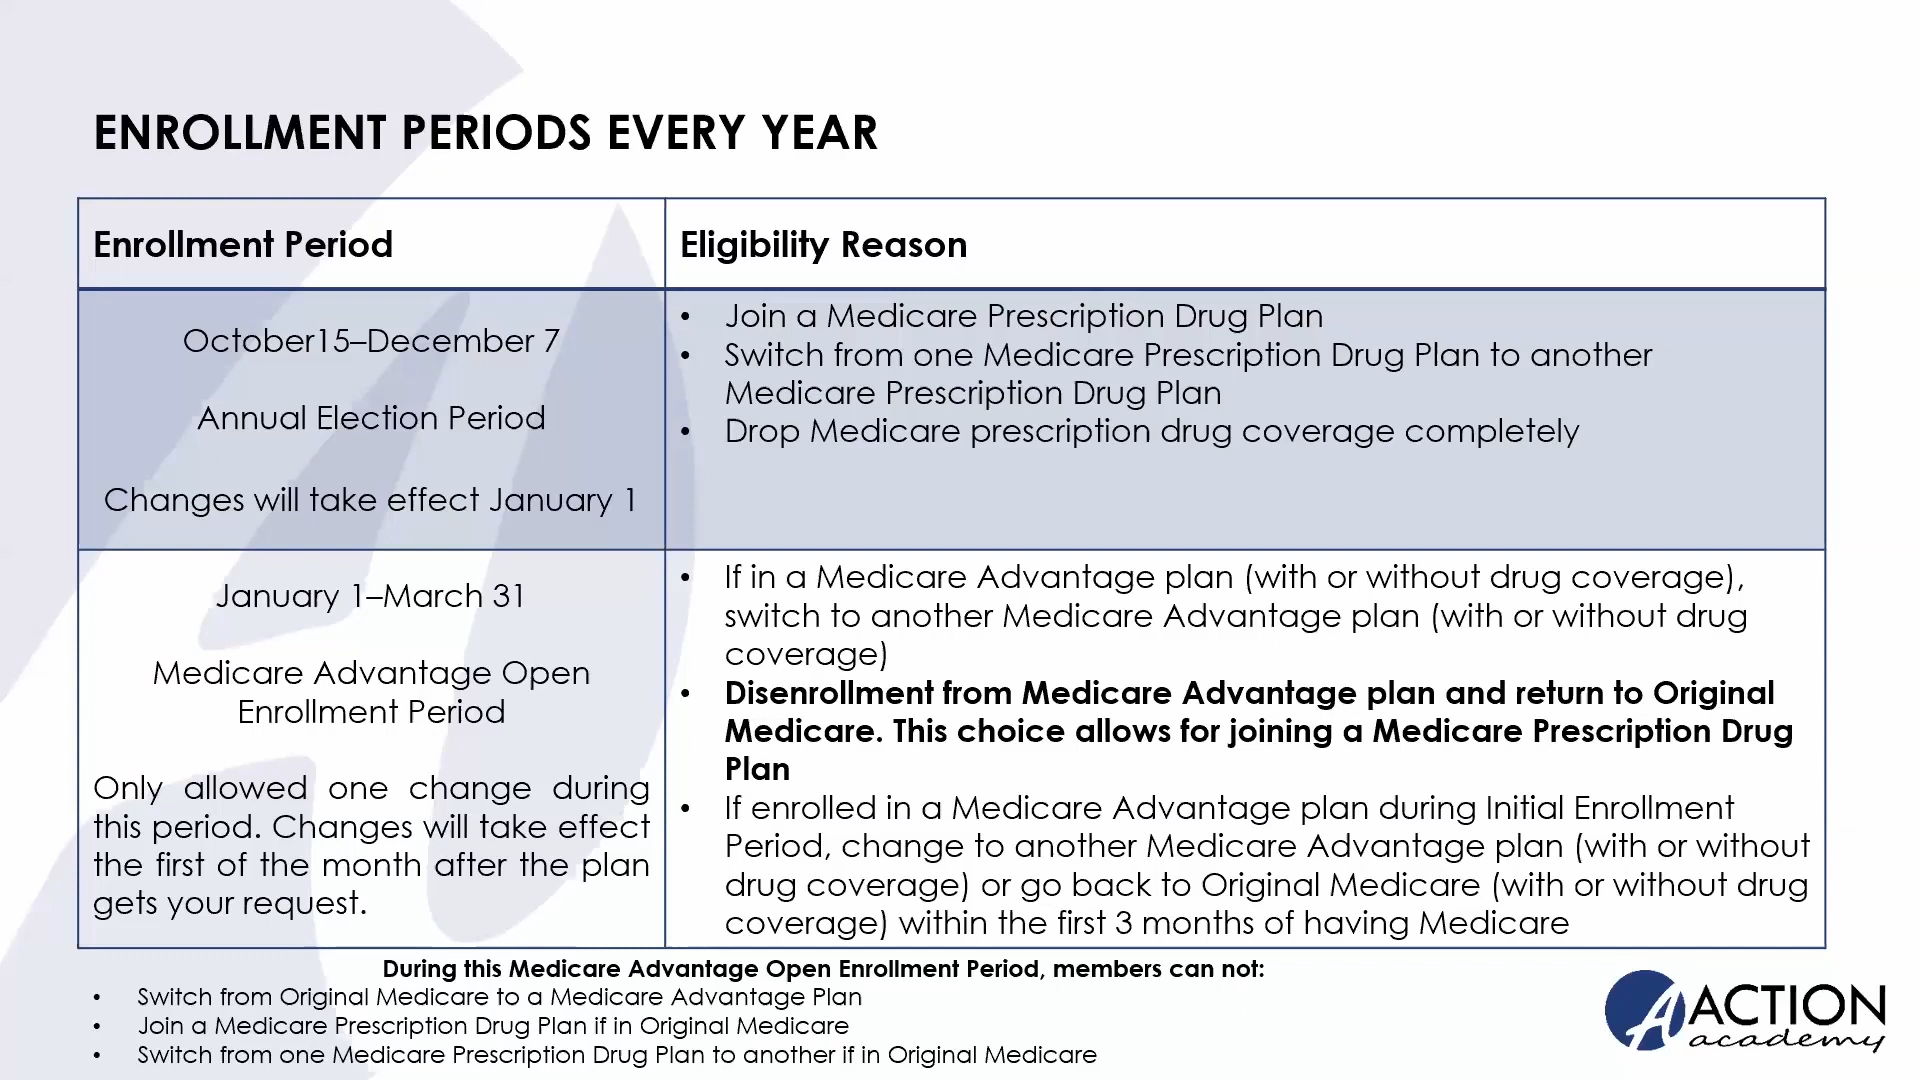 ENROLLMENT PERIODS EVERY YEAR
Enrollment Period
Eligibility Reason
October15–December 7
Annual Election Period
Changes will take effect January 1
• Join a Medicare Prescription Drug Plan
• Switch from one Medicare Prescription Drug Plan to another
Medicare Prescription Drug Plan
• Drop Medicare prescription drug coverage completely
January 1–March 31
Medicare Advantage Open
Enrollment Period
Only allowed one change during
this period. Changes will take effect
the first of the month after the plan
gets your request.
• If in a Medicare Advantage plan (with or without drug coverage),
switch to another Medicare Advantage plan (with or without drug
coverage)
• Disenrollment from Medicare Advantage plan and return to Original
Medicare. This choice allows for joining a Medicare Prescription Drug
Plan
• If enrolled in a Medicare Advantage plan during Initial Enrollment
Period, change to another Medicare Advantage plan (with or without
drug coverage) or go back to Original Medicare (with or without drug
coverage) within the first 3 months of having Medicare
During this Medicare Advantage Open Enrollment Period, members can not:
• Switch from Original Medicare to a Medicare Advantage Plan
• Join a Medicare Prescription Drug Plan if in Original Medicare
• Switch from one Medicare Prescription Drug Plan to another if in Original Medicare
A ACTION
academy